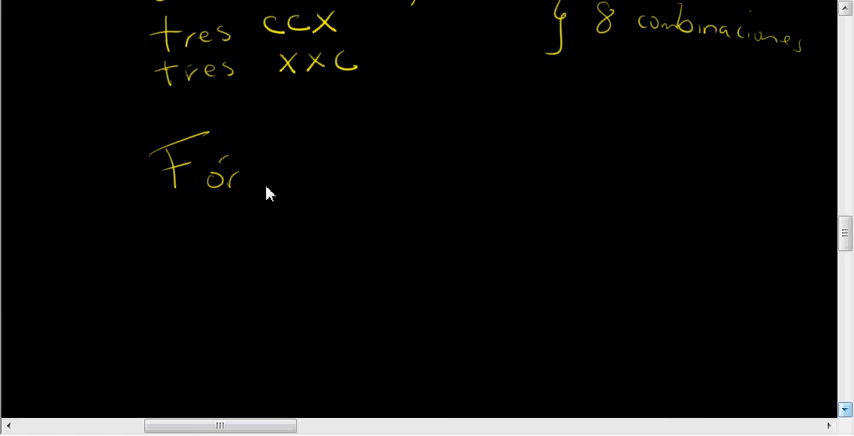 tres CCX
8 combinaciones
tres XXC
Fór